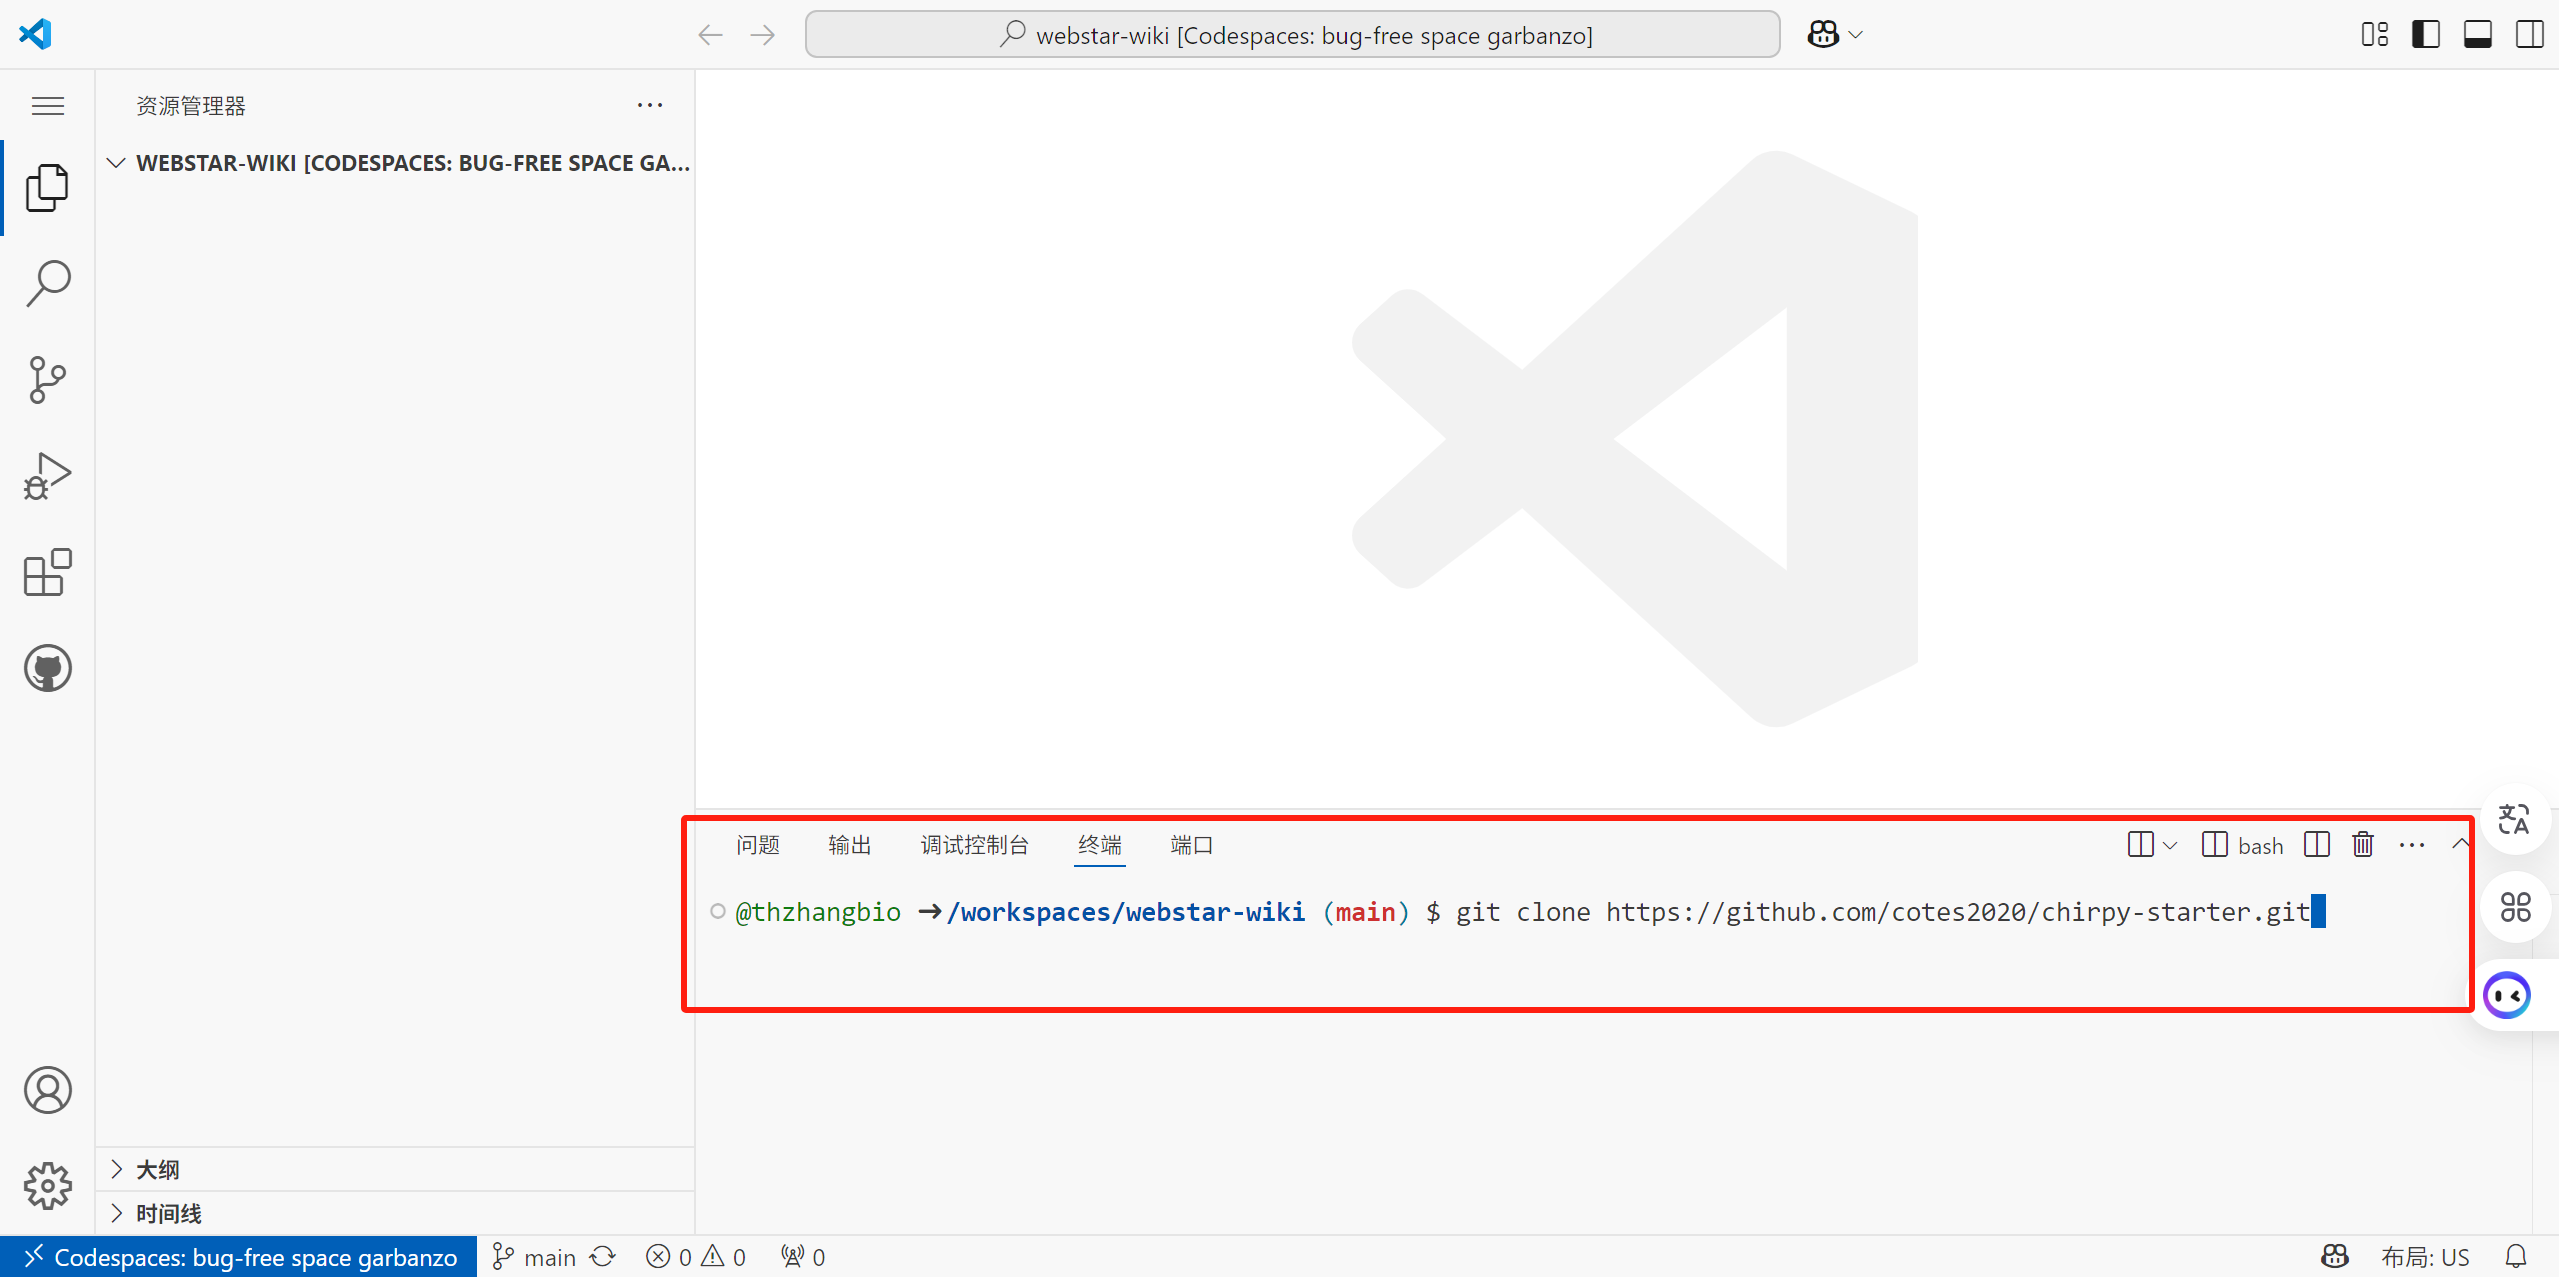 webstar-wiki [Codespaces: bug-free space garbanzo]
资源管理器
WEBSTAR-WIKI [CODESPACES: BUG-FREE SPACE GA...
问题 输出 调试控制台 终端 端口 bash
@thzhangbio →/workspaces/webstar-wiki (main) $ git clone https://github.com/cotes2020/chirpy-starter.git
大纲
时间线
Codespaces: bug-free space garbanzo main 0 0 0 布局: US